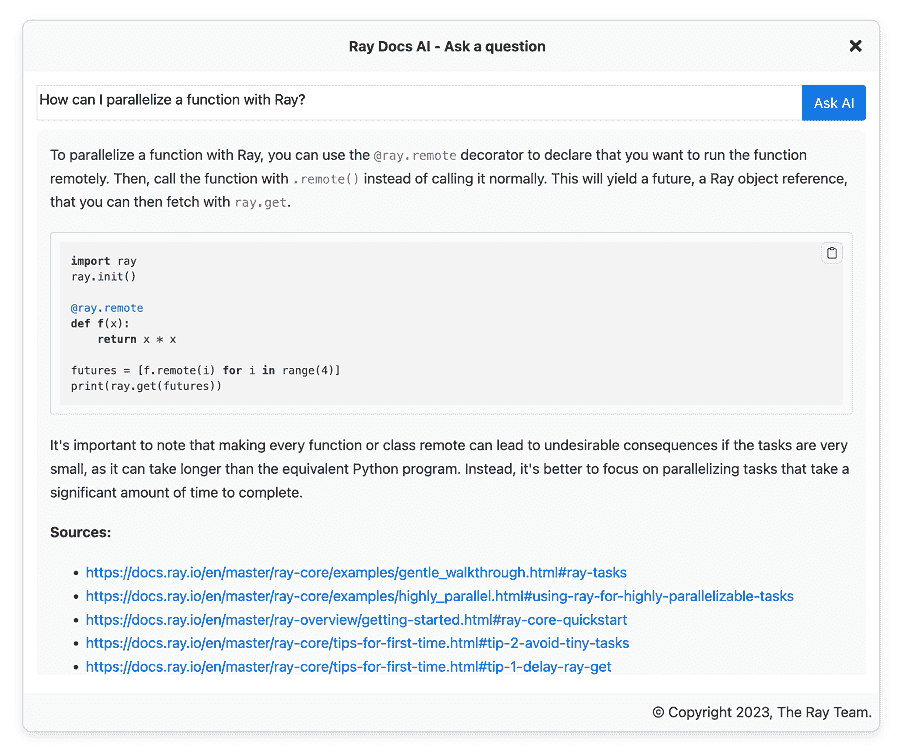 Ray Docs AI - Ask a question
How can I parallelize a function with Ray?
Ask AI
To parallelize a function with Ray, you can use the @ray.remote decorator to declare that you want to run the function
remotely. Then, call the function with .remote() instead of calling it normally. This will yield a future, a Ray object reference,
that you can then fetch with ray.get.
import ray
ray.init()
@ray.remote
def f(x):
    return x * x
futures = [f.remote(i) for i in range(4)]
print(ray.get(futures))
It's important to note that making every function or class remote can lead to undesirable consequences if the tasks are very
small, as it can take longer than the equivalent Python program. Instead, it's better to focus on parallelizing tasks that take a
significant amount of time to complete.
Sources:
• https://docs.ray.io/en/master/ray-core/examples/gentle_walkthrough.html#ray-tasks
• https://docs.ray.io/en/master/ray-core/examples/highly_parallel.html#using-ray-for-highly-parallelizable-tasks
• https://docs.ray.io/en/master/ray-overview/getting-started.html#ray-core-quickstart
• https://docs.ray.io/en/master/ray-core/tips-for-first-time.html#tip-2-avoid-tiny-tasks
• https://docs.ray.io/en/master/ray-core/tips-for-first-time.html#tip-1-delay-ray-get
© Copyright 2023, The Ray Team.